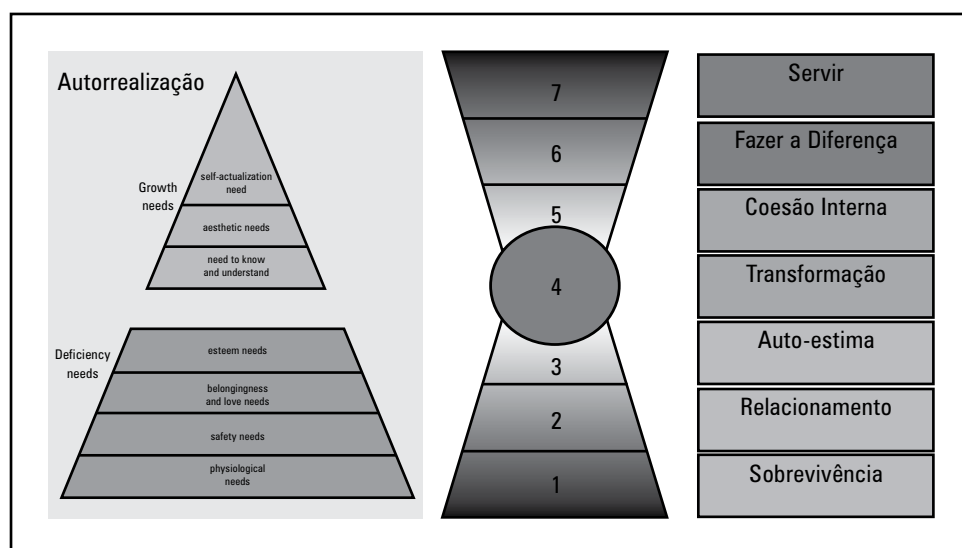 Autorrealização
Growth
needs
self-actualization
need
aesthetic needs
need to know
and understand
Deficiency
needs
esteem needs
belongingness
and love needs
safety needs
physiological
needs
7
6
5
4
3
2
1
Servir
Fazer a Diferença
Coesão Interna
Transformação
Auto-estima
Relacionamento
Sobrevivência